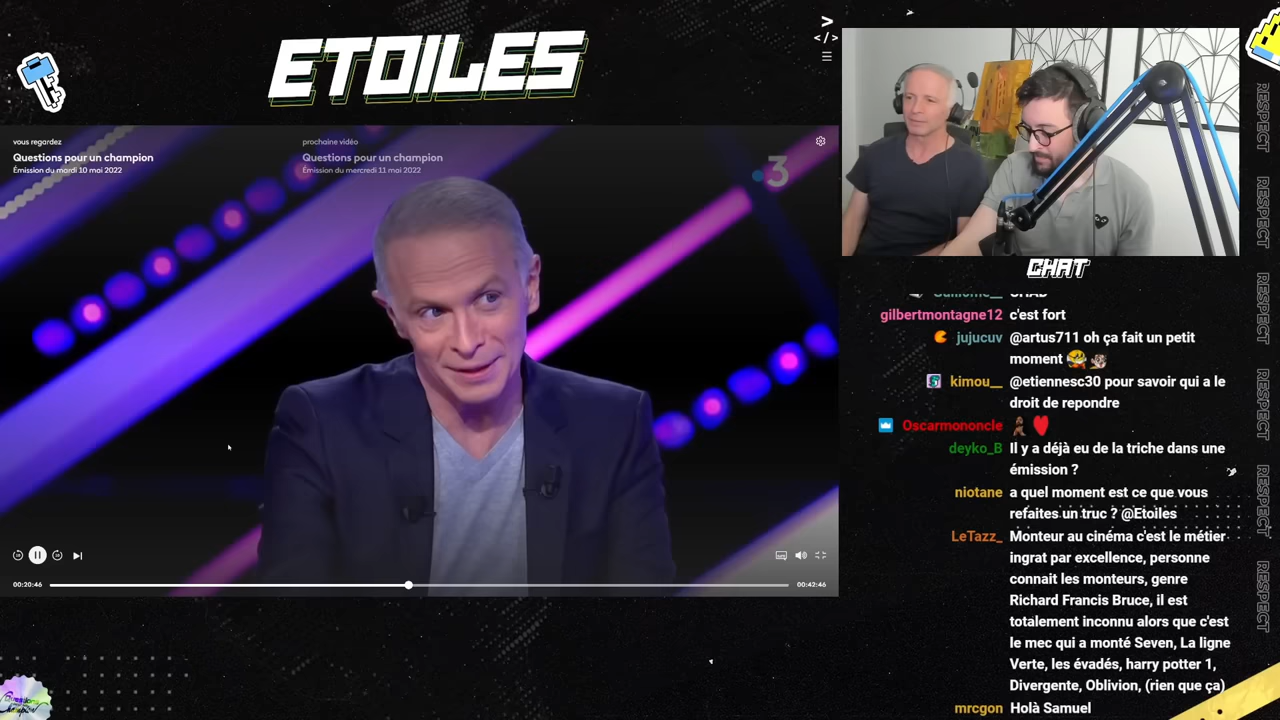 ETOILES
vous regardez
Questions pour un champion
Émission du mardi 10 mai 2022
prochaine vidéo
Questions pour un champion
Émission du mercredi 11 mai 2022
3
00:20:46
00:42:46
CHAT
gilbertmontagne12 c'est fort
jujucuv @artus711 oh ça fait un petit
moment
kimou__ @etiennesc30 pour savoir qui a le
droit de repondre
Oscarmononcle
deyko_B Il y a déjà eu de la triche dans une
émission ?
niotane a quel moment est ce que vous
refaites un truc ? @Etoiles
LeTazz_ Monteur au cinéma c'est le métier
ingrat par excellence, personne
connait les monteurs, genre
Richard Francis Bruce, il est
totalement inconnu alors que c'est
le mec qui a monté Seven, La ligne
Verte, les évadés, harry potter 1,
Divergente, Oblivion, (rien que ça)
mrcgon Holà Samuel
RESPECT
RESPECT
RESPECT
RESPECT
RESPECT
RESPECT